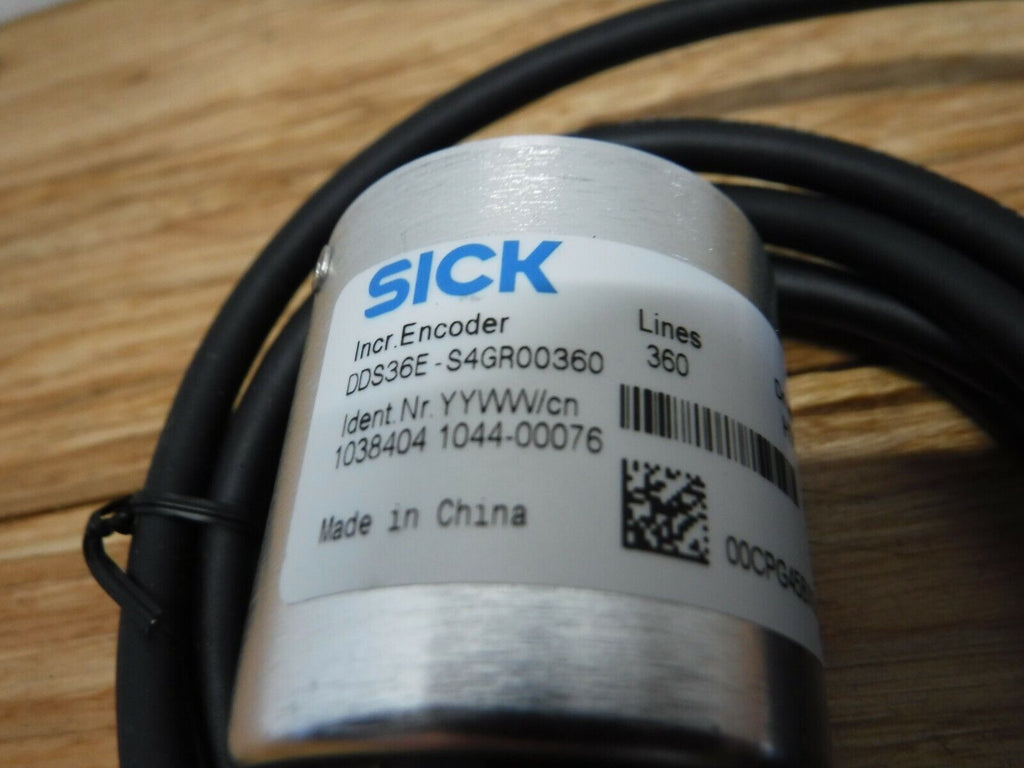 SICK
Incr.Encoder
DDS36E-S4GR00360
Ident.Nr. YYWW/cn
1038404 1044-00076
Made in China
Lines
360